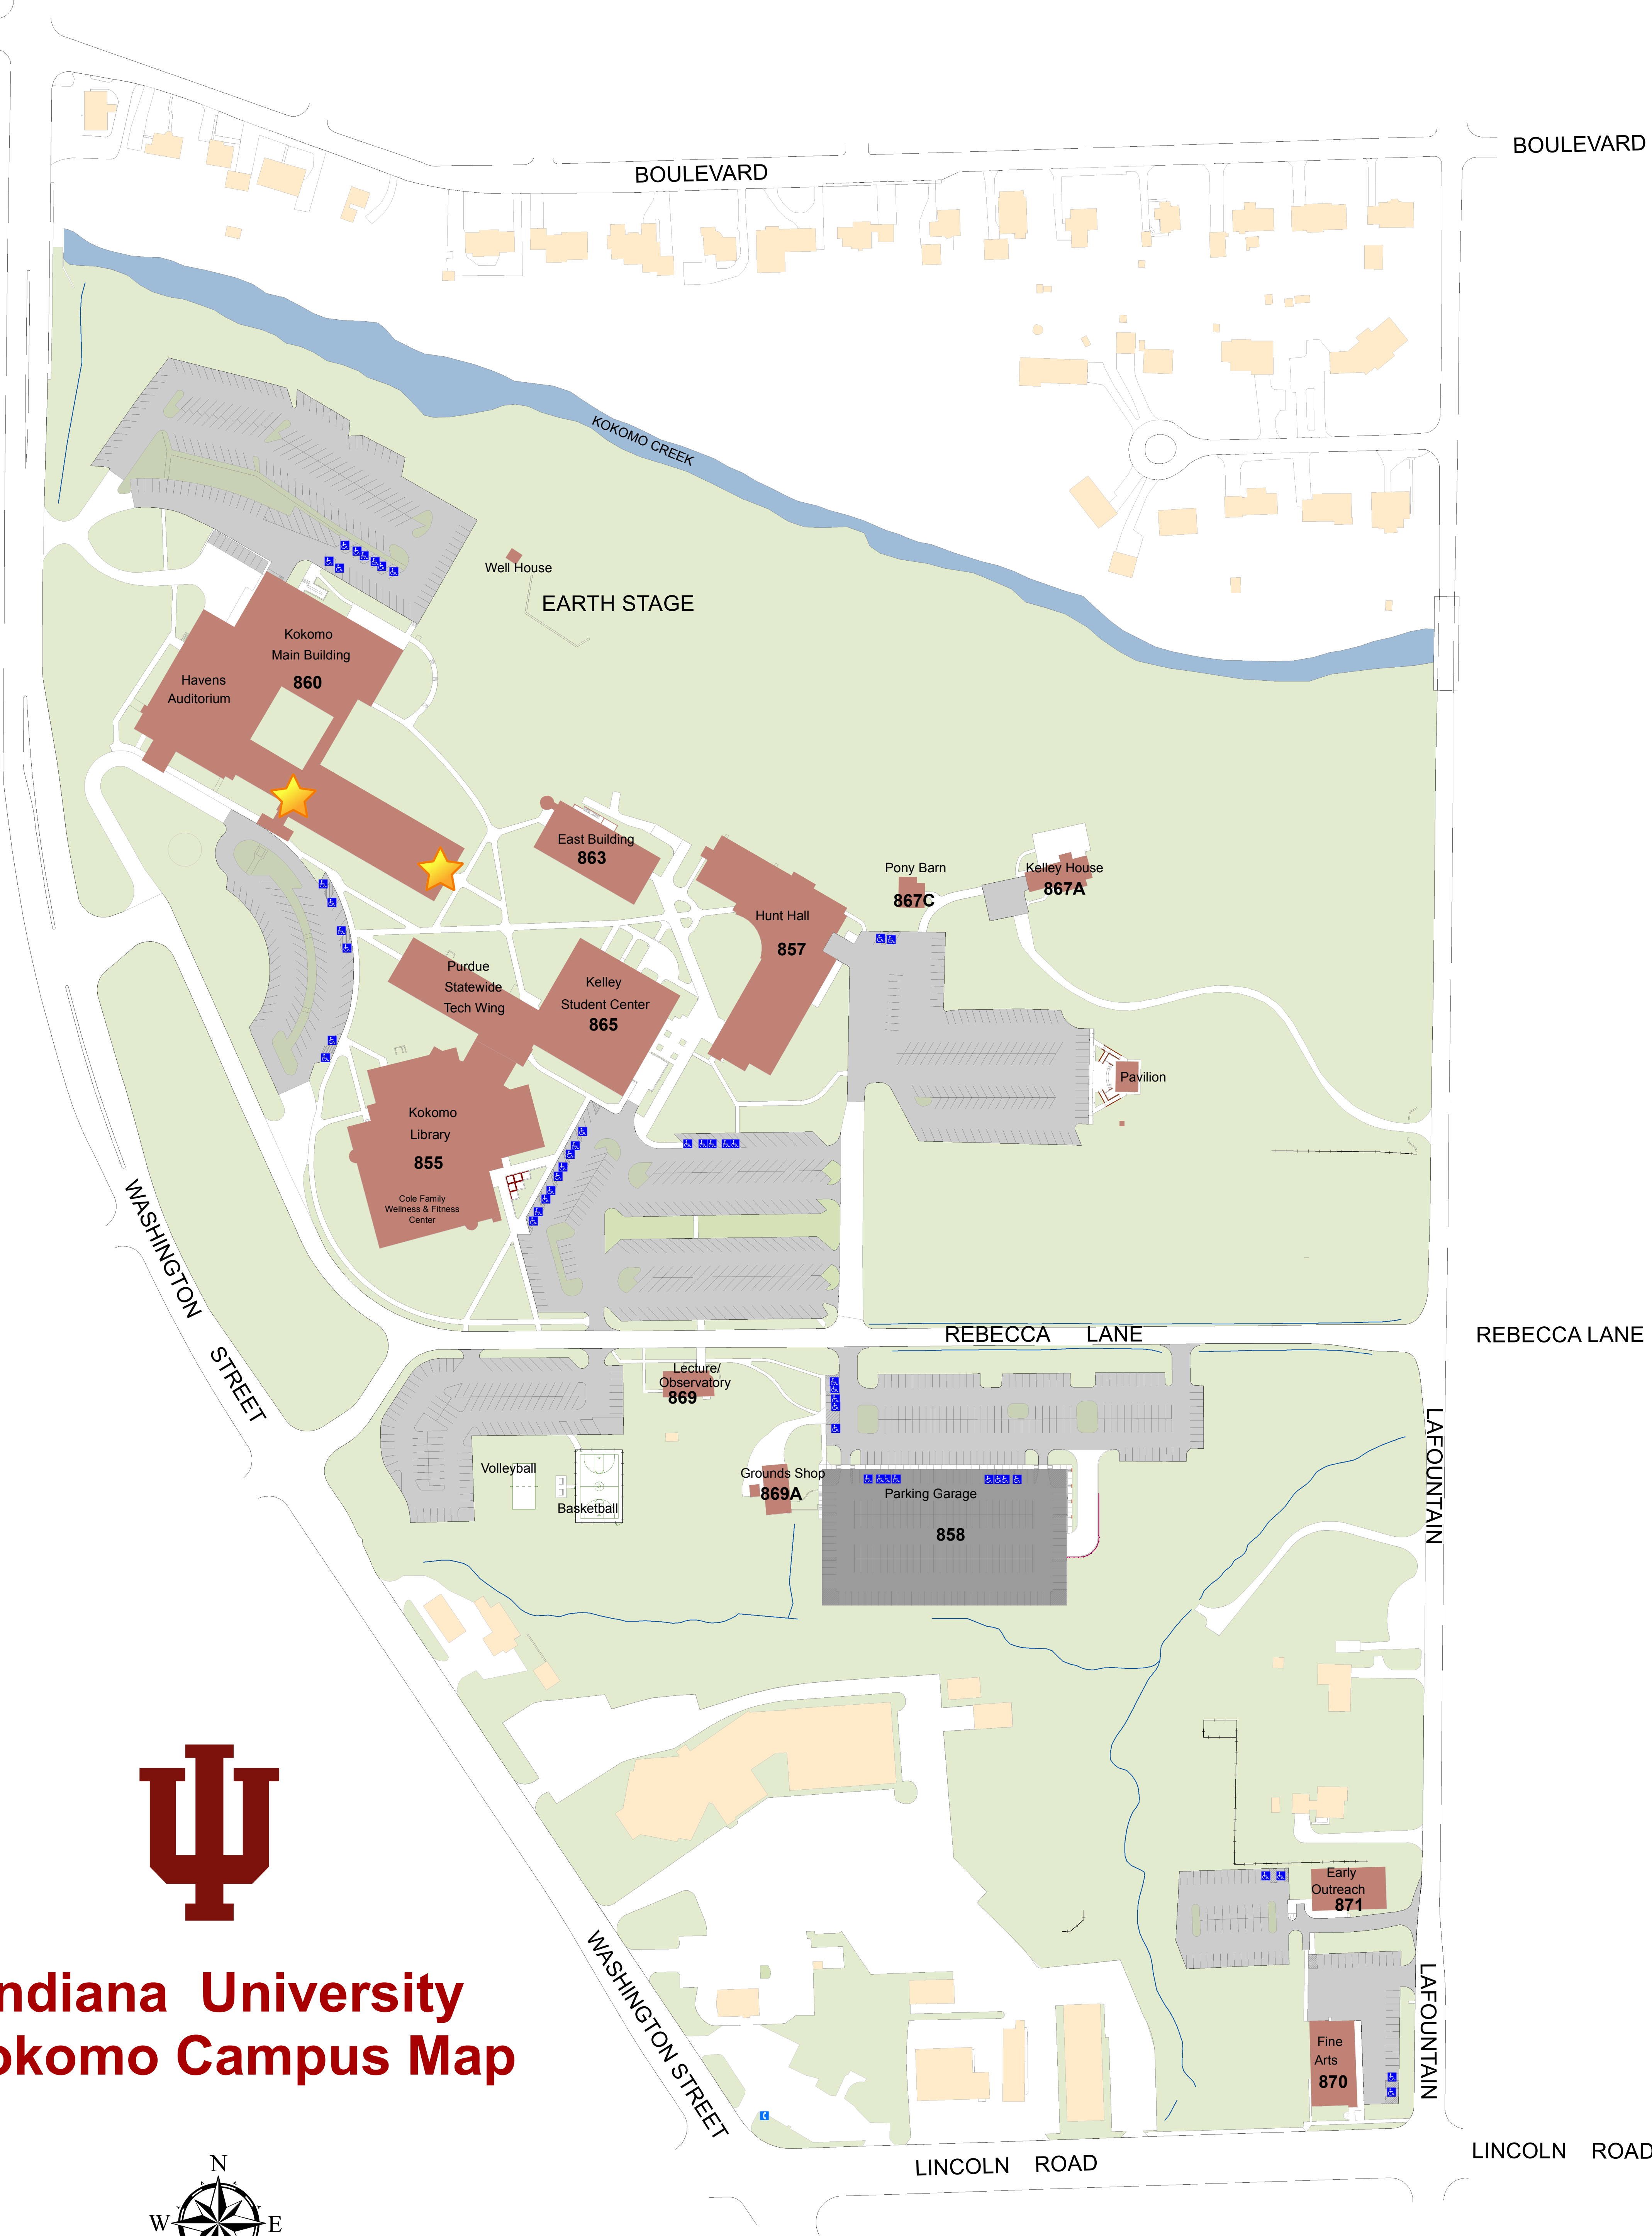 BOULEVARD
BOULEVARD
KOKOMO CREEK
Well House
EARTH STAGE
Kokomo
Main Building
860
Havens
Auditorium
East Building
863
Hunt Hall
857
Pony Barn
867C
Kelley House
867A
Purdue
Statewide
Tech Wing
Kelley
Student Center
865
Pavilion
Kokomo
Library
855
Cole Family
Wellness & Fitness
Center
WASHINGTON STREET
REBECCA LANE
REBECCA LANE
Lecture/
Observatory
869
Volleyball
Basketball
Grounds Shop
869A
Parking Garage
858
LAFOUNTAIN
Early
Outreach
871
Fine
Arts
870
LAFOUNTAIN
WASHINGTON STREET
LINCOLN ROAD
LINCOLN ROAD
ndiana University
okomo Campus Map
N
W E